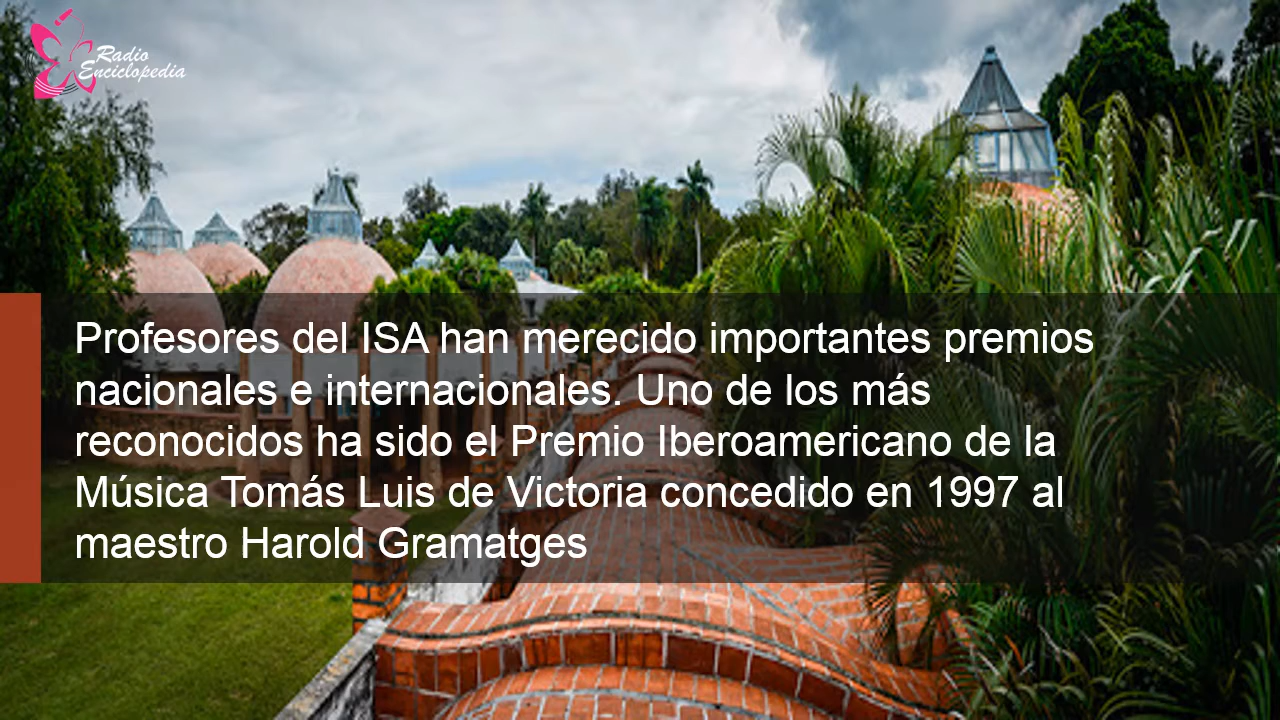 Radio
Enciclopedia
Profesores del ISA han merecido importantes premios
nacionales e internacionales. Uno de los más
reconocidos ha sido el Premio Iberoamericano de la
Música Tomás Luis de Victoria concedido en 1997 al
maestro Harold Gramatges